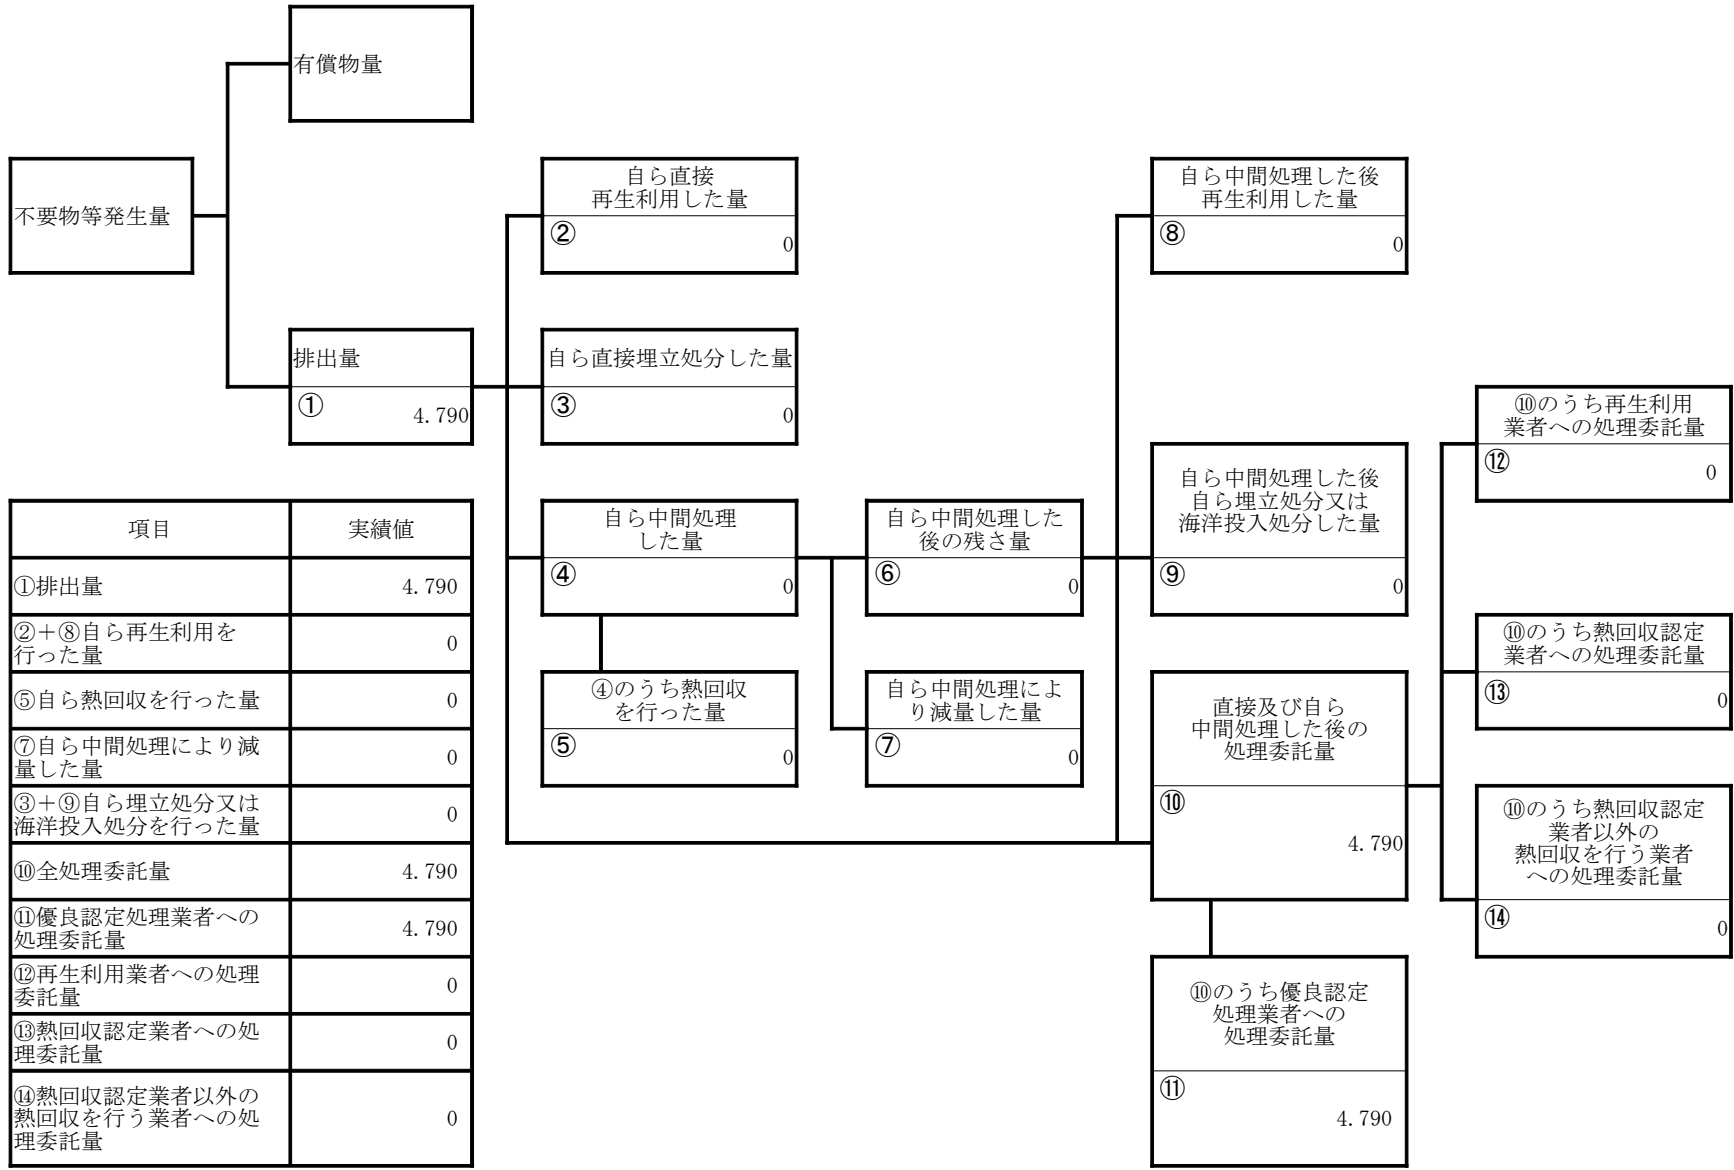 有償物量
不要物等発生量
排出量
①
4.790
自ら直接
再生利用した量
②
0
自ら直接埋立処分した量
③
0
自ら中間処理
した量
④
0
④のうち熱回収
を行った量
⑤
0
自ら中間処理した
後の残さ量
⑥
0
自ら中間処理によ
り減量した量
⑦
0
自ら中間処理した後
再生利用した量
⑧
0
自ら中間処理した後
自ら埋立処分又は
海洋投入処分した量
⑨
0
直接及び自ら
中間処理した後の
処理委託量
⑩
4.790
⑩のうち優良認定
処理業者への
処理委託量
⑪
4.790
⑩のうち再生利用
業者への処理委託量
⑫
0
⑩のうち熱回収認定
業者への処理委託量
⑬
0
⑩のうち熱回収認定
業者以外の
熱回収を行う業者
への処理委託量
⑭
0
項目 実績値
①排出量 4.790
②＋⑧自ら再生利用を
行った量 0
⑤自ら熱回収を行った量 0
⑦自ら中間処理により減
量した量 0
③＋⑨自ら埋立処分又は
海洋投入処分を行った量 0
⑩全処理委託量 4.790
⑪優良認定処理業者への
処理委託量 4.790
⑫再生利用業者への処理
委託量 0
⑬熱回収認定業者への処
理委託量 0
⑭熱回収認定業者以外の
熱回収を行う業者への処
理委託量 0